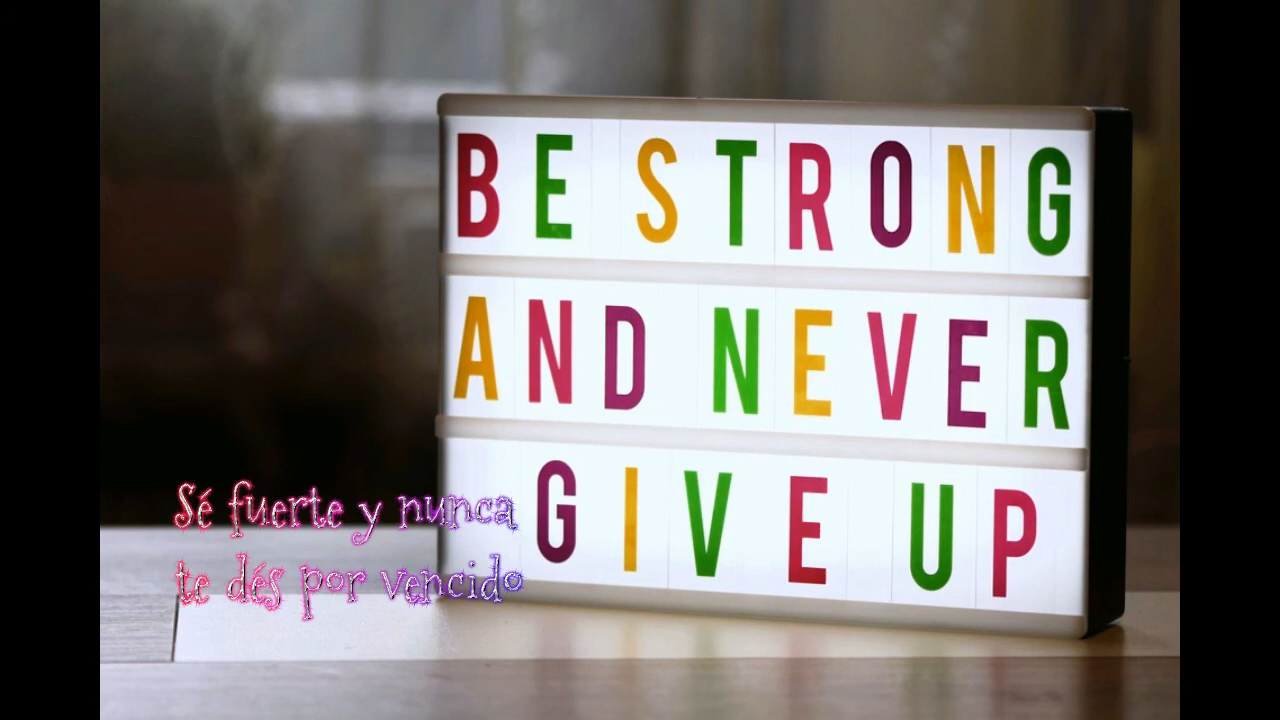 BE STRONG
AND NEVER
GIVE UP
Sé fuerte y nunca
te dés por vencido